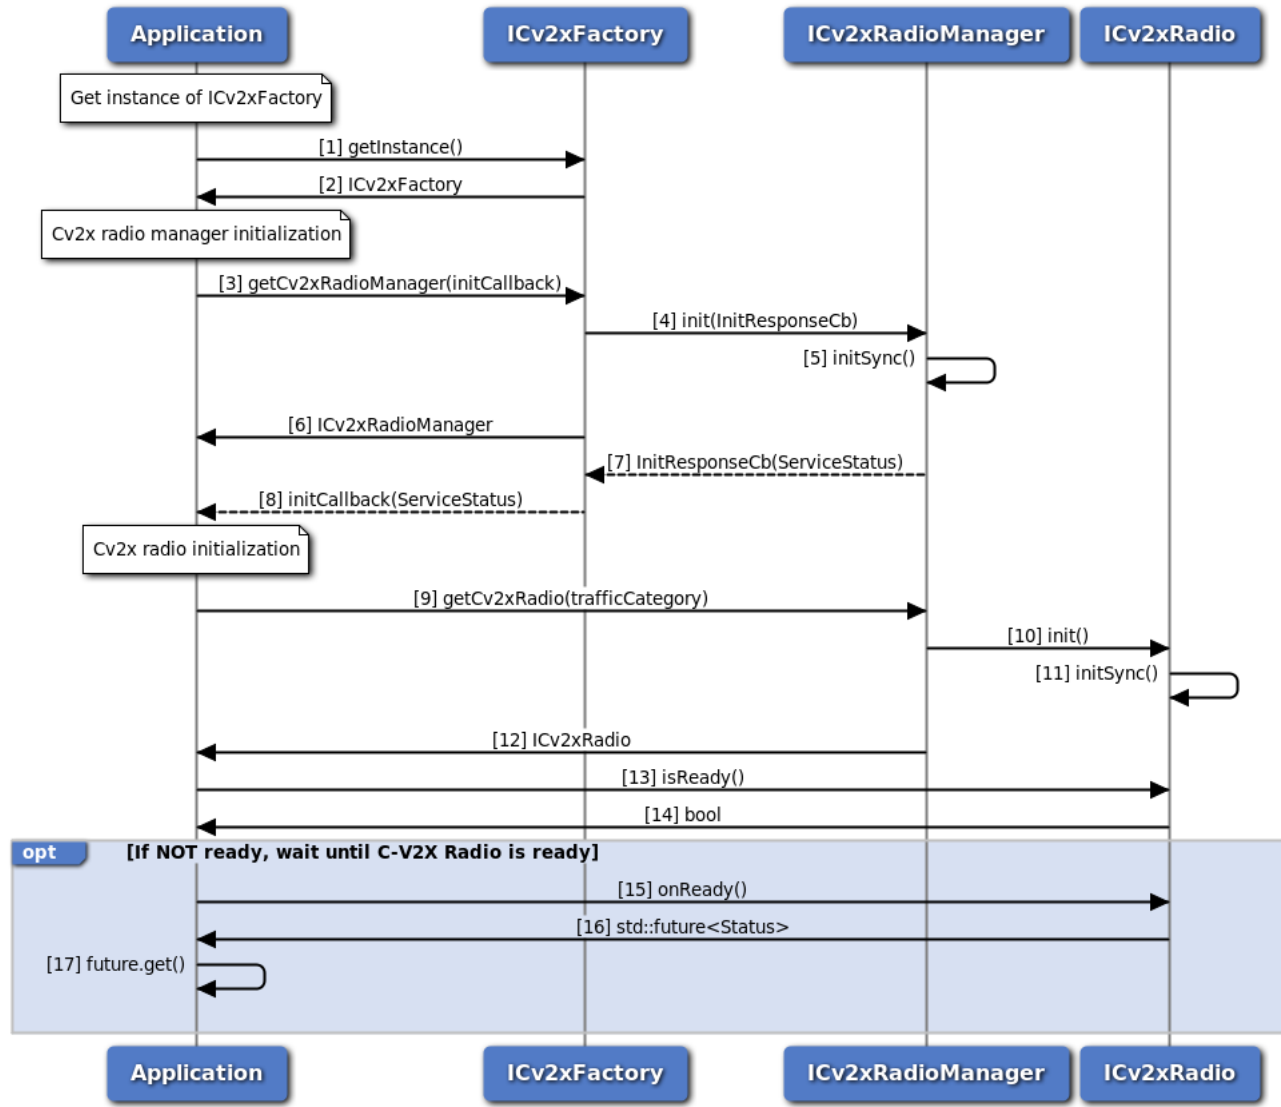 Application
ICv2xFactory
ICv2xRadioManager
ICv2xRadio
Get instance of ICv2xFactory
[1] getInstance()
[2] ICv2xFactory
Cv2x radio manager initialization
[3] getCv2xRadioManager(initCallback)
[4] init(InitResponseCb)
[5] initSync()
[6] ICv2xRadioManager
[7] InitResponseCb(ServiceStatus)
[8] initCallback(ServiceStatus)
Cv2x radio initialization
[9] getCv2xRadio(trafficCategory)
[10] init()
[11] initSync()
[12] ICv2xRadio
[13] isReady()
[14] bool
opt
[If NOT ready, wait until C-V2X Radio is ready]
[15] onReady()
[16] std::future<Status>
[17] future.get()
Application
ICv2xFactory
ICv2xRadioManager
ICv2xRadio